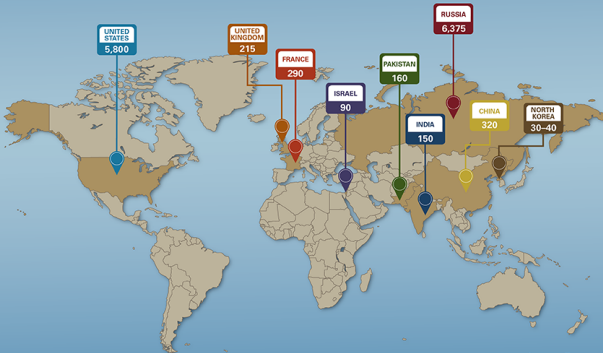 UNITED
STATES
5,800
UNITED
KINGDOM
215
FRANCE
290
ISRAEL
90
PAKISTAN
160
INDIA
150
RUSSIA
6,375
CHINA
320
NORTH
KOREA
30–40